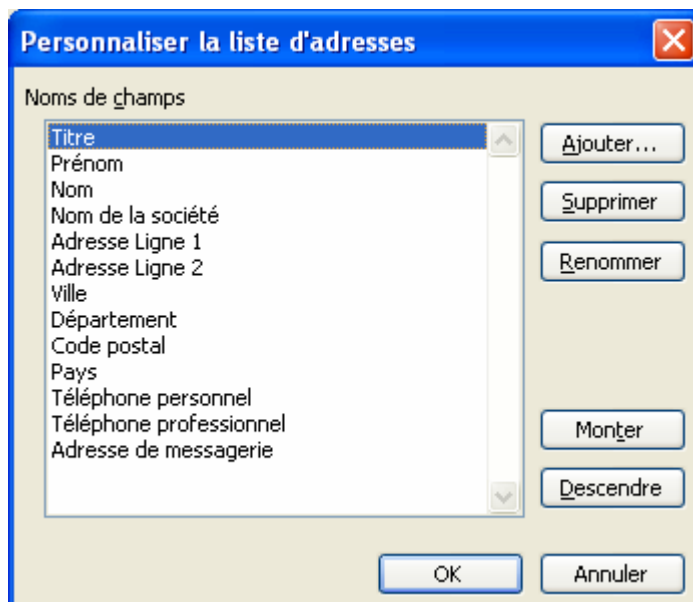 Personnaliser la liste d'adresses
Noms de champs
Titre
Prénom
Nom
Nom de la société
Adresse Ligne 1
Adresse Ligne 2
Ville
Département
Code postal
Pays
Téléphone personnel
Téléphone professionnel
Adresse de messagerie
Ajouter...
Supprimer
Renommer
Monter
Descendre
OK
Annuler